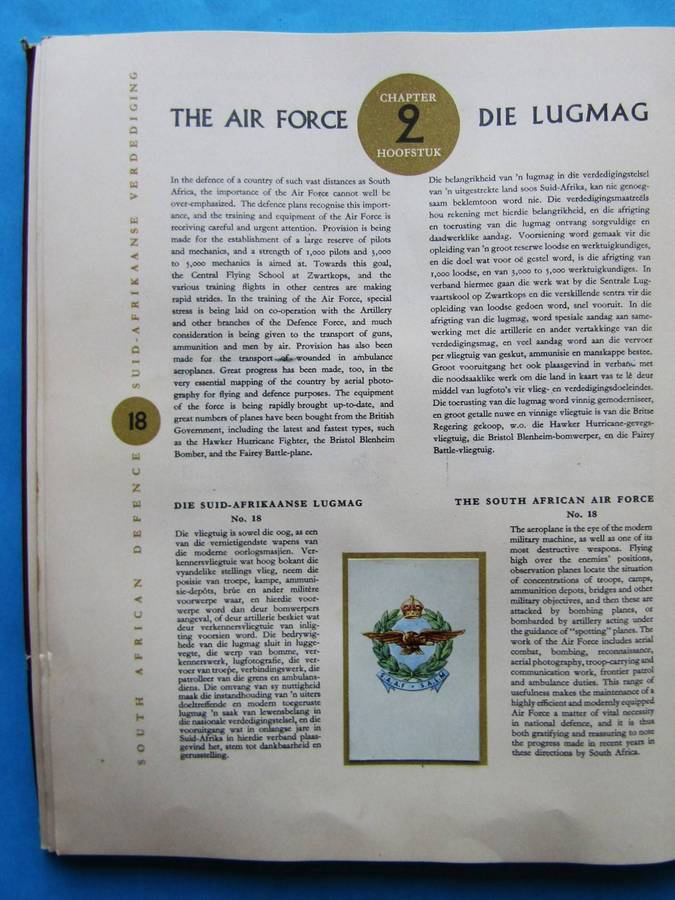 THE AIR FORCE
CHAPTER
2
HOOFSTUK
DIE LUGMAG
In the defence of a country of such vast distances as South
Africa, the importance of the Air Force cannot well be
over-emphasized. The defence plans recognise this import-
ance, and the training and equipment of the Air Force is
receiving careful and urgent attention. Provision is being
made for the establishment of a large reserve of pilots
and mechanics, and a strength of 1,000 pilots and 3,000
to 5,000 mechanics is aimed at. Towards this goal,
the Central Flying School at Zwartkops, and the
various training flights in other centres are making
rapid strides. In the training of the Air Force, special
stress is being laid on co-operation with the Artillery
and other branches of the Defence Force, and much
consideration is being given to the transport of guns,
ammunition and men by air. Provision has also been
made for the transport of wounded in ambulance
aeroplanes. Great progress has been made, too, in the
very essential mapping of the country by aerial photo-
graphy for flying and defence purposes. The equipment
of the force is being rapidly brought up-to-date, and
great numbers of planes have been bought from the British
Government, including the latest and fastest types, such
as the Hawker Hurricane Fighter, the Bristol Blenheim
Bomber, and the Fairey Battle-plane.
Die belangrikheid van 'n lugmag in die verdedigingstelsel
van 'n uitgestrekte land soos Suid-Afrika, kan nie genoeg-
saam beklemtoon word nie. Die verdedigingsmaatreëls
hou rekening met hierdie belangrikheid, en die afrigting
en toerusting van die lugmag ontvang sorgvuldige en
daadwerklike aandag. Voorsiening word gemaak vir die
opleiding van 'n groot reserwe loodse en werktuigkundiges,
en die doel wat voor oë gestel word, is die afrigting van
1,000 loodse, en van 3,000 to 5,000 werktuigkundiges. In
verband hiermee gaan die werk wat by die Sentrale Lug-
vaartskool op Zwartkops en die verskillende sentra vir die
opleiding van loodse gedoen word, snel vooruit. In die
afrigting van die lugmag, word spesiale aandag aan same-
werking met die artillerie en ander vertakkinge van die
verdedigingsmag, en veel aandag word aan die vervoer
per vliegtuig van geskut, ammunisie en manskappe bestee.
Groot vooruitgang het ook plaasgevind in verband met
die noodsaaklike werk om die land in kaart vas te lê deur
middel van lugfoto's vir vlieg- en verdedigingsdoeleindes.
Die toerusting van die lugmag word vinnig gemoderniseer,
en groot getalle nuwe en vinnige vliegtuie is van die Britse
Regering gekoop, w.o. die Hawker Hurricane-gevegs-
vliegtuig, die Bristol Blenheim-bomwerper, en die Fairey
Battle-vliegtuig.
SOUTH AFRICAN DEFENCE
18
SUID-AFRIKAANSE VERDEDIGING
DIE SUID-AFRIKAANSE LUGMAG
No. 18
Die vliegtuig is sowel die oog, as een
van die vernietigendste wapens van
die moderne oorlogsmasjien. Ver-
kennersvliegtuie wat hoog bokant die
vyandelike stellings vlieg, neem die
posisie van troepe, kampe, ammuni-
sie-depôts, brûe en ander militêre
voorwerpe waar, en hierdie voor-
werpe word dan deur bomwerpers
aangeval, of deur artillerie beskiet wat
deur verkennersvliegtuie van inlig-
ting voorsien word. Die bedrywig-
hede van die lugmag sluit in lugge-
vegte, die werp van bomme, ver-
kennerswerk, lugfotografie, die ver-
voer van troepe, verbindingswerk, die
patrolleer van die grens en ambulans-
diens. Die omvang van sy nuttigheid
maak die instandhouding van 'n uiters
doeltreffende en modern toegeruste
lugmag 'n saak van lewensbelang in
die nasionale verdedigingstelsel, en die
vooruitgang wat in onlangse jare in
Suid-Afrika in hierdie verband plaas-
gevind het, stem tot dankbaarheid en
gerusstelling.
S.A.A.F. · S.A.L.M.
THE SOUTH AFRICAN AIR FORCE
No. 18
The aeroplane is the eye of the modern
military machine, as well as one of its
most destructive weapons. Flying
high over the enemies' positions,
observation planes locate the situation
of concentrations of troops, camps,
ammunition depots, bridges and other
military objectives, and then these are
attacked by bombing planes, or
bombarded by artillery acting under
the guidance of "spotting" planes. The
work of the Air Force includes aerial
combat, bombing, reconnaissance,
aerial photography, troop-carrying and
communication work, frontier patrol
and ambulance duties. This range of
usefulness makes the maintenance of a
highly efficient and modernly equipped
Air Force a matter of vital necessity
in national defence, and it is thus
both gratifying and reassuring to note
the progress made in recent years in
these directions by South Africa.